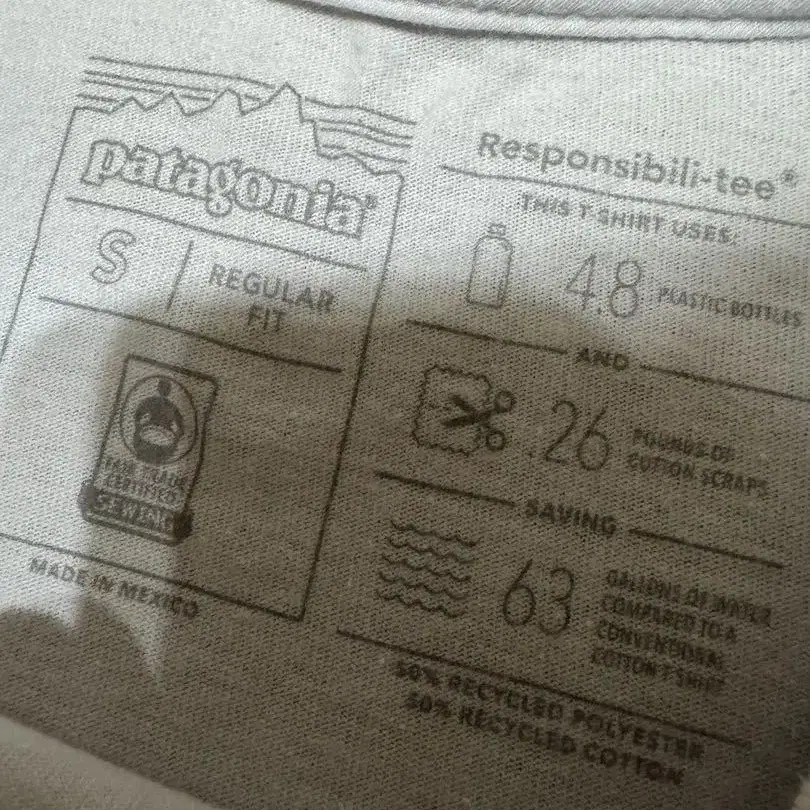 patagonia®
S
REGULAR
FIT
FAIR TRADE
CERTIFIED
SEWING
MADE IN MEXICO
Responsibili-tee®
THIS T-SHIRT USES:
4.8 PLASTIC BOTTLES
AND
.26 POUNDS OF
COTTON SCRAPS
SAVING
63 GALLONS OF WATER
COMPARED TO A
CONVENTIONAL
COTTON T-SHIRT
50% RECYCLED POLYESTER
50% RECYCLED COTTON